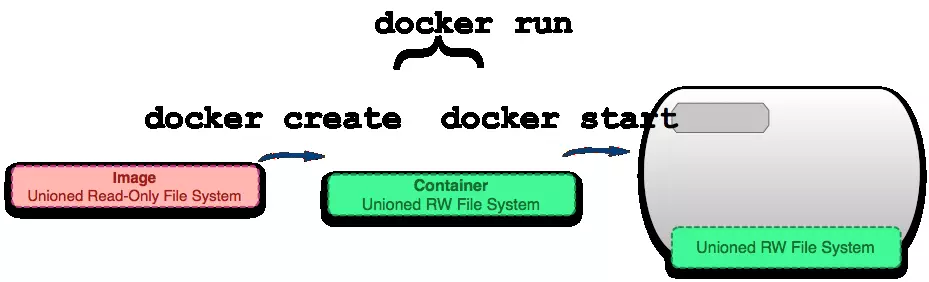 docker run
docker create
docker start
Image
Unioned Read-Only File System
Container
Unioned RW File System
Unioned RW File System